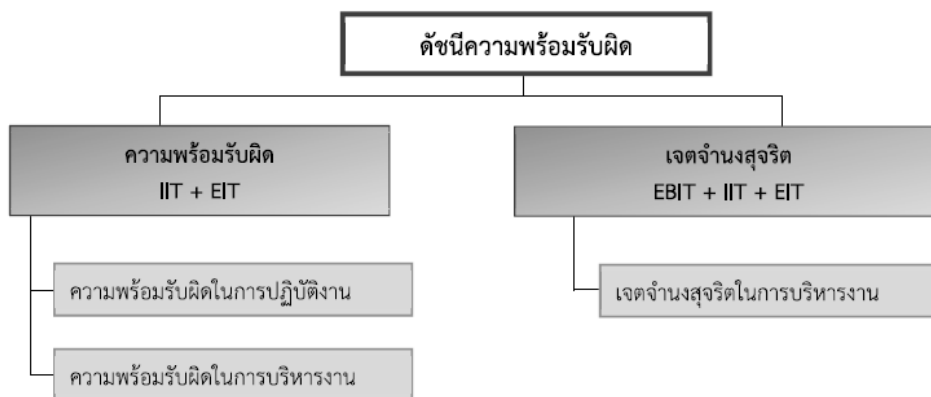 ดัชนีความพร้อมรับผิด
ความพร้อมรับผิด
IIT + EIT
เจตจำนงสุจริต
EBIT + IIT + EIT
ความพร้อมรับผิดในการปฏิบัติงาน
เจตจำนงสุจริตในการบริหารงาน
ความพร้อมรับผิดในการบริหารงาน